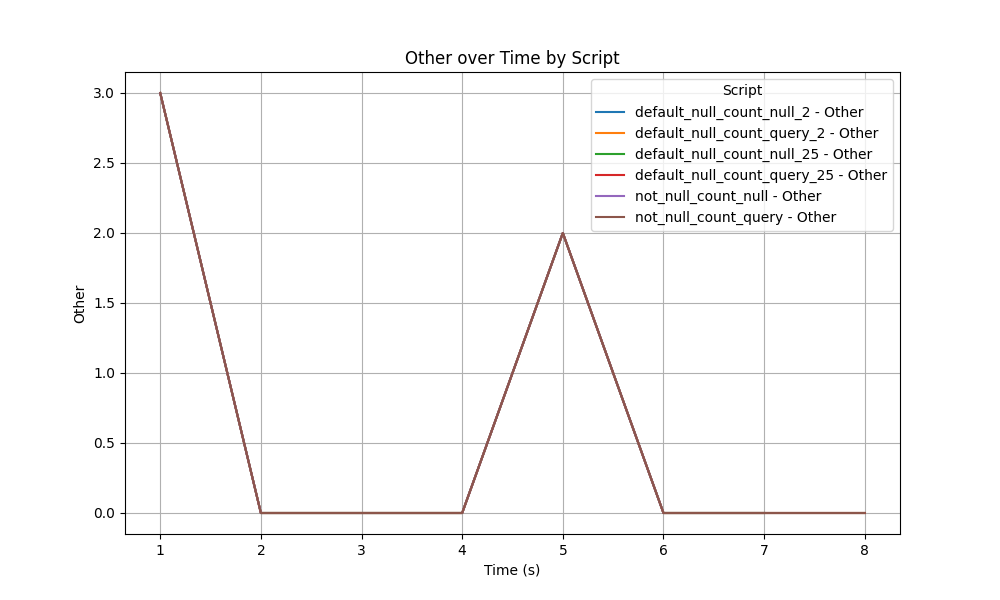 Other over Time by Script
Script
default_null_count_null_2 - Other
default_null_count_query_2 - Other
default_null_count_null_25 - Other
default_null_count_query_25 - Other
not_null_count_null - Other
not_null_count_query - Other
3.0
2.5
2.0
1.5
1.0
0.5
0.0
Other
1 2 3 4 5 6 7 8
Time (s)